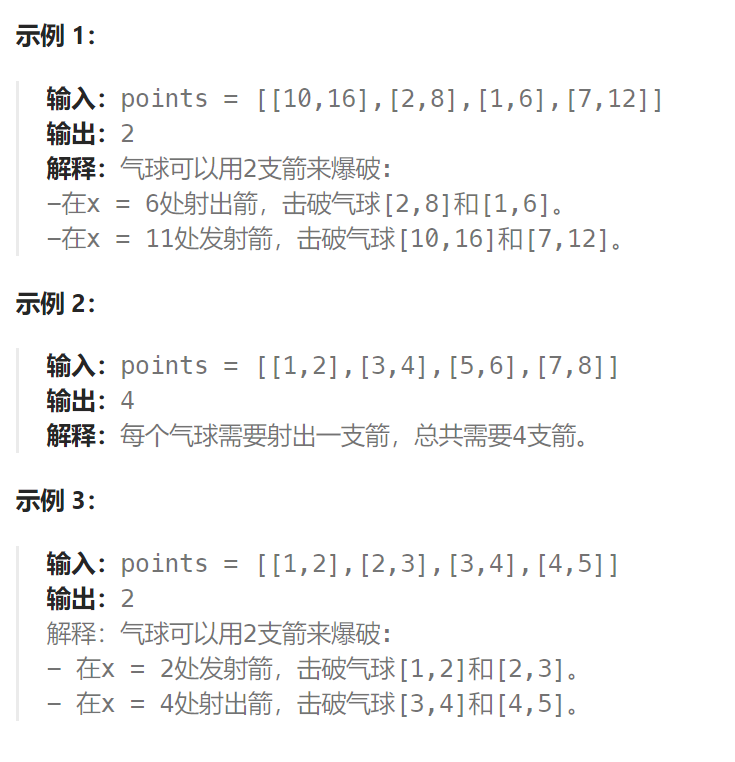 示例 1：
输入：points = [[10,16],[2,8],[1,6],[7,12]]
输出：2
解释：气球可以用2支箭来爆破:
-在x = 6处射出箭，击破气球[2,8]和[1,6]。
-在x = 11处发射箭，击破气球[10,16]和[7,12]。
示例 2：
输入：points = [[1,2],[3,4],[5,6],[7,8]]
输出：4
解释：每个气球需要射出一支箭，总共需要4支箭。
示例 3：
输入：points = [[1,2],[2,3],[3,4],[4,5]]
输出：2
解释：气球可以用2支箭来爆破:
- 在x = 2处发射箭，击破气球[1,2]和[2,3]。
- 在x = 4处射出箭，击破气球[3,4]和[4,5]。